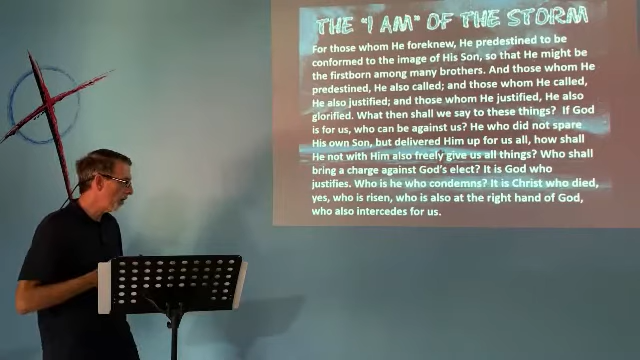 THE "I AM" OF THE STORM
For those whom He foreknew, He predestined to be
conformed to the image of His Son, so that He might be
the firstborn among many brothers. And those whom He
predestined, He also called; and those whom He called,
He also justified; and those whom He justified, He also
glorified. What then shall we say to these things? If God
is for us, who can be against us? He who did not spare
His own Son, but delivered Him up for us all, how shall
He not with Him also freely give us all things? Who shall
bring a charge against God's elect? It is God who
justifies. Who is he who condemns? It is Christ who died,
yes, who is risen, who is also at the right hand of God,
who also intercedes for us.